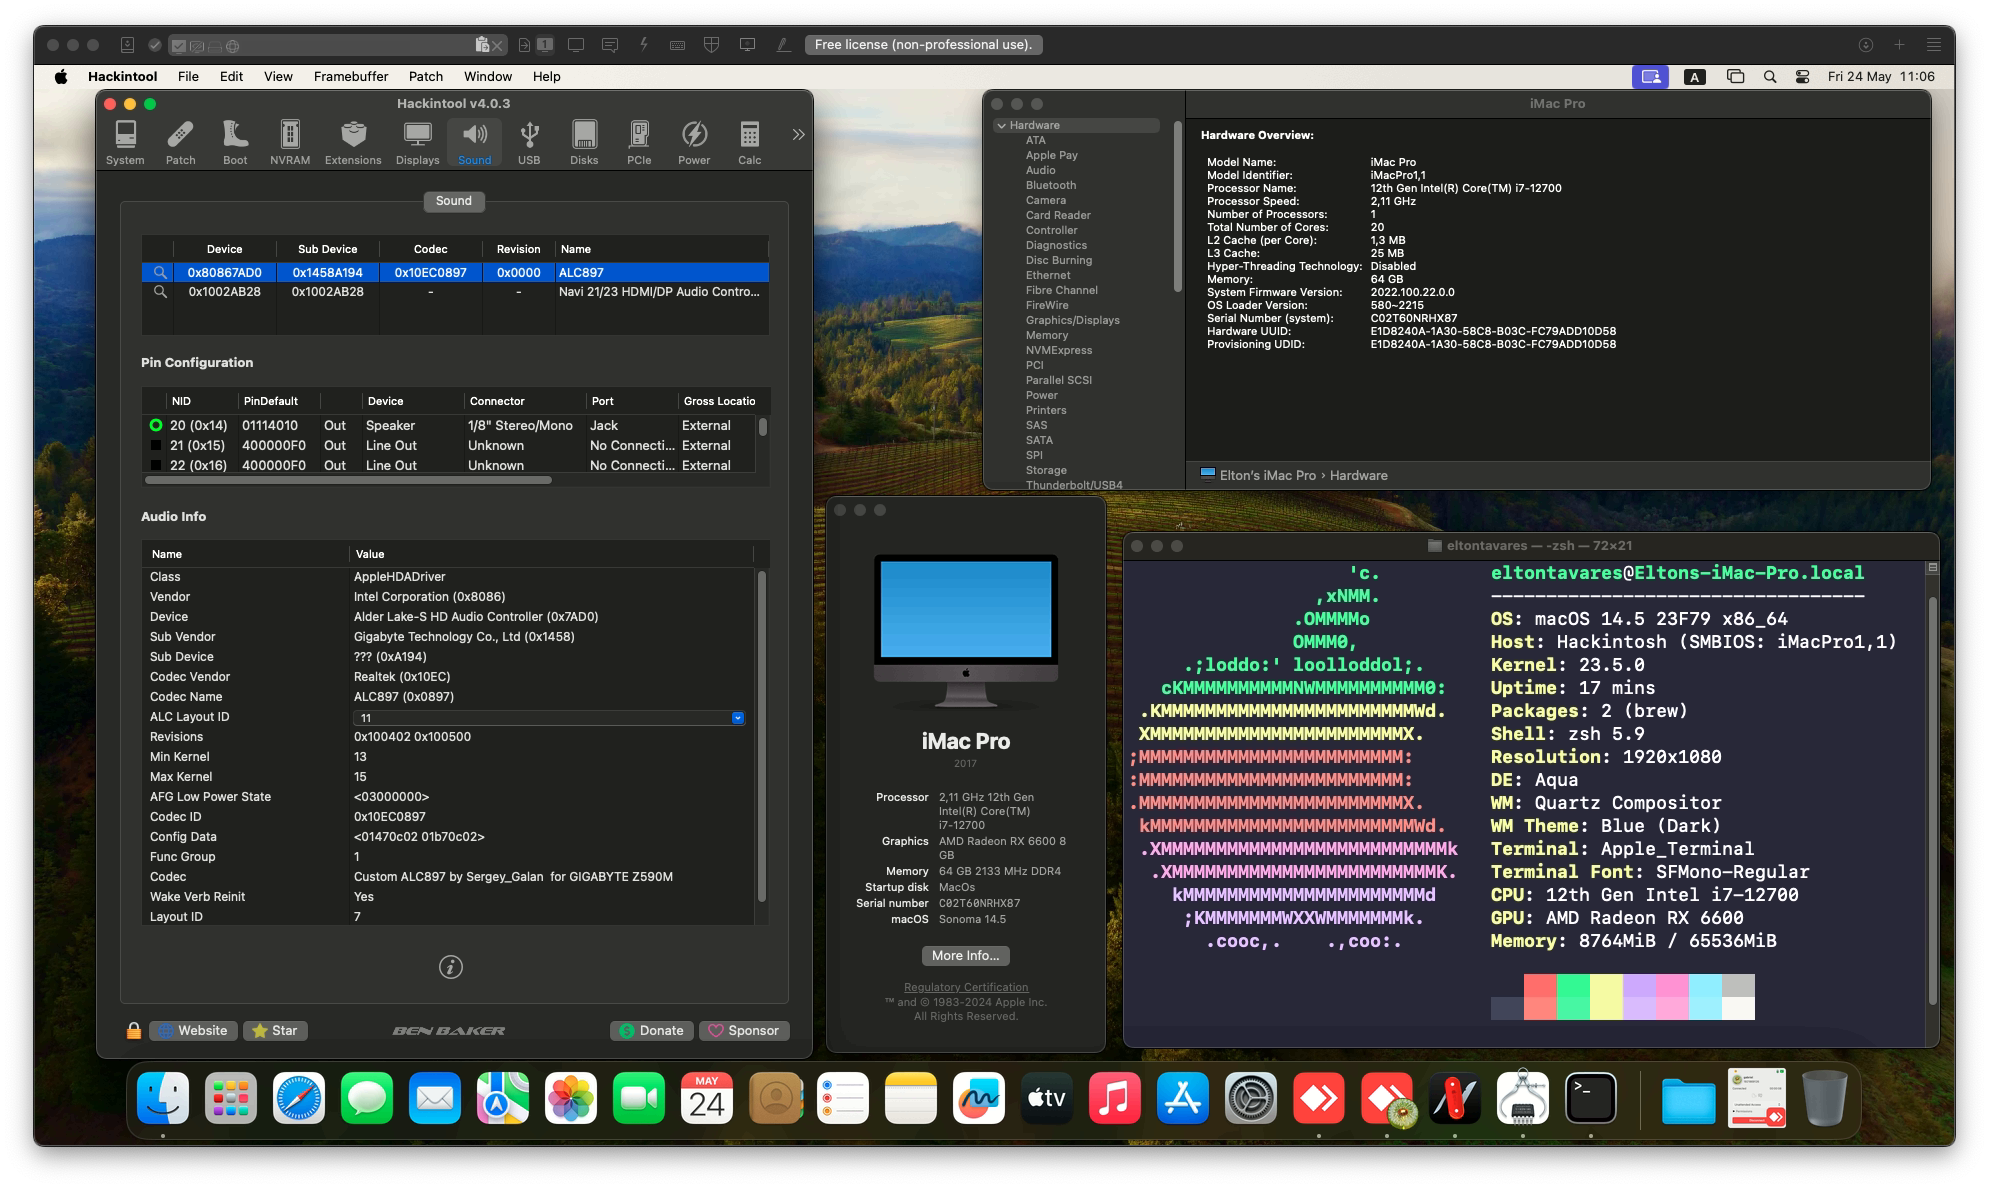 Free license (non-professional use).
Hackintool File Edit View Framebuffer Patch Window Help
A Fri 24 May 11:06
Hackintool v4.0.3
System Patch Boot NVRAM Extensions Displays Sound USB Disks PCIe Power Calc
Sound
Device Sub Device Codec Revision Name
0x80867AD0 0x1458A194 0x10EC0897 0x0000 ALC897
0x1002AB28 0x1002AB28 - - Navi 21/23 HDMI/DP Audio Contro...
Pin Configuration
NID PinDefault Device Connector Port Gross Locatio
20 (0x14) 01114010 Out Speaker 1/8" Stereo/Mono Jack External
21 (0x15) 400000F0 Out Line Out Unknown No Connecti... External
22 (0x16) 400000F0 Out Line Out Unknown No Connecti... External
Audio Info
Name Value
Class AppleHDADriver
Vendor Intel Corporation (0x8086)
Device Alder Lake-S HD Audio Controller (0x7AD0)
Sub Vendor Gigabyte Technology Co., Ltd (0x1458)
Sub Device ??? (0xA194)
Codec Vendor Realtek (0x10EC)
Codec Name ALC897 (0x0897)
ALC Layout ID 11
Revisions 0x100402 0x100500
Min Kernel 13
Max Kernel 15
AFG Low Power State <03000000>
Codec ID 0x10EC0897
Config Data <01470c02 01b70c02>
Func Group 1
Codec Custom ALC897 by Sergey_Galan for GIGABYTE Z590M
Wake Verb Reinit Yes
Layout ID 7
Website Star BEN BAKER Donate Sponsor
iMac Pro
Hardware
ATA
Apple Pay
Audio
Bluetooth
Camera
Card Reader
Controller
Diagnostics
Disc Burning
Ethernet
Fibre Channel
FireWire
Graphics/Displays
Memory
NVMExpress
PCI
Parallel SCSI
Power
Printers
SAS
SATA
SPI
Storage
Thunderbolt/USB4
Hardware Overview:
Model Name: iMac Pro
Model Identifier: iMacPro1,1
Processor Name: 12th Gen Intel(R) Core(TM) i7-12700
Processor Speed: 2,11 GHz
Number of Processors: 1
Total Number of Cores: 20
L2 Cache (per Core): 1,3 MB
L3 Cache: 25 MB
Hyper-Threading Technology: Disabled
Memory: 64 GB
System Firmware Version: 2022.100.22.0.0
OS Loader Version: 580~2215
Serial Number (system): C02T60NRHX87
Hardware UUID: E1D8240A-1A30-58C8-B03C-FC79ADD10D58
Provisioning UDID: E1D8240A-1A30-58C8-B03C-FC79ADD10D58
Elton's iMac Pro › Hardware
iMac Pro
2017
Processor 2,11 GHz 12th Gen
Intel(R) Core(TM)
i7-12700
Graphics AMD Radeon RX 6600 8
GB
Memory 64 GB 2133 MHz DDR4
Startup disk MacOs
Serial number C02T60NRHX87
macOS Sonoma 14.5
More Info...
Regulatory Certification
™ and © 1983-2024 Apple Inc.
All Rights Reserved.
eltontavares — -zsh — 72×21
'c. eltontavares@Eltons-iMac-Pro.local
,xNMM. ----------------------------------
.OMMMMo OS: macOS 14.5 23F79 x86_64
OMMM0, Host: Hackintosh (SMBIOS: iMacPro1,1)
.;loddo:' loolloddol;. Kernel: 23.5.0
cKMMMMMMMMMMNWMMMMMMMMMM0: Uptime: 17 mins
.KMMMMMMMMMMMMMMMMMMMMMMMWd. Packages: 2 (brew)
XMMMMMMMMMMMMMMMMMMMMMMMX. Shell: zsh 5.9
;MMMMMMMMMMMMMMMMMMMMMMMM: Resolution: 1920x1080
:MMMMMMMMMMMMMMMMMMMMMMMM: DE: Aqua
.MMMMMMMMMMMMMMMMMMMMMMMMX. WM: Quartz Compositor
kMMMMMMMMMMMMMMMMMMMMMMMMWd. WM Theme: Blue (Dark)
.XMMMMMMMMMMMMMMMMMMMMMMMMMMk Terminal: Apple_Terminal
.XMMMMMMMMMMMMMMMMMMMMMMMMK. Terminal Font: SFMono-Regular
kMMMMMMMMMMMMMMMMMMMMMMd CPU: 12th Gen Intel i7-12700
;KMMMMMMMWXXWMMMMMMMk. GPU: AMD Radeon RX 6600
.cooc,. .,coo:. Memory: 8764MiB / 65536MiB
MAY
24
tv